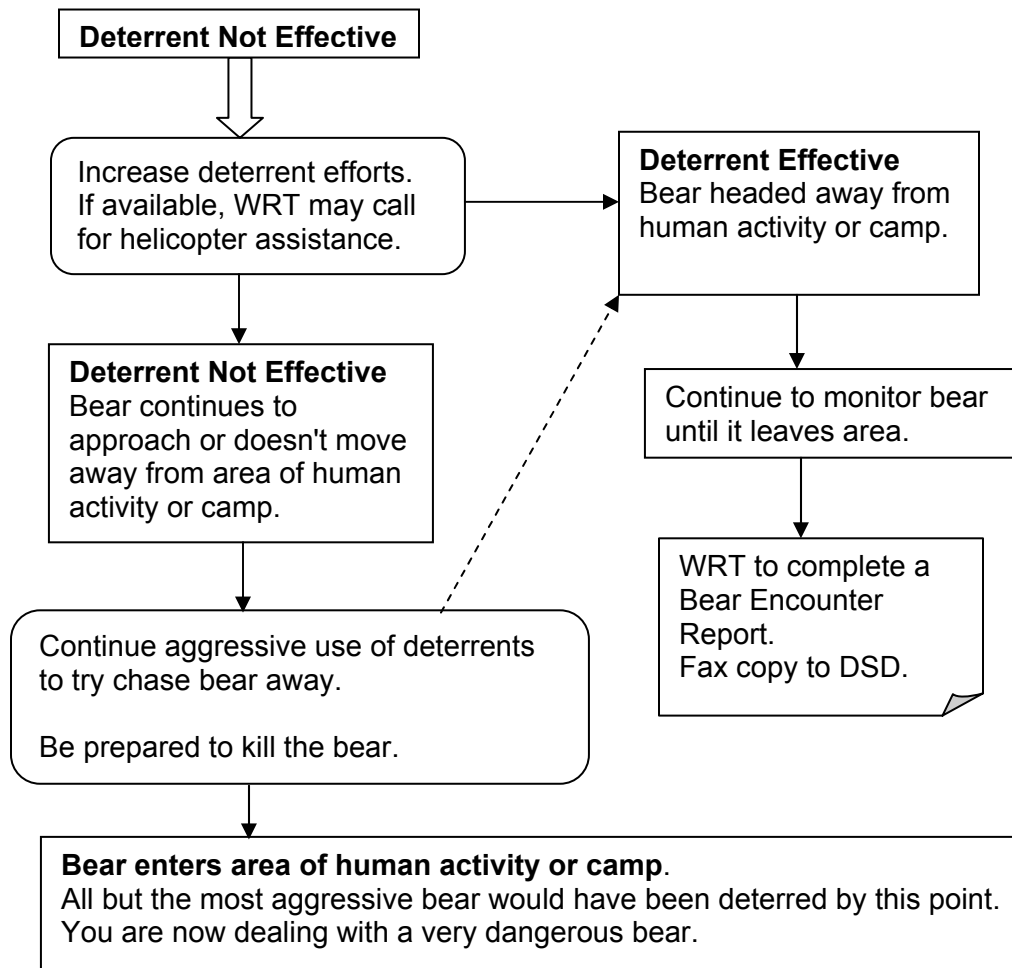 Deterrent Not Effective
Increase deterrent efforts.
If available, WRT may call
for helicopter assistance.
Deterrent Effective
Bear headed away from
human activity or camp.
Deterrent Not Effective
Bear continues to
approach or doesn't move
away from area of human
activity or camp.
Continue to monitor bear
until it leaves area.
WRT to complete a
Bear Encounter
Report.
Fax copy to DSD.
Continue aggressive use of deterrents
to try chase bear away.
Be prepared to kill the bear.
Bear enters area of human activity or camp.
All but the most aggressive bear would have been deterred by this point.
You are now dealing with a very dangerous bear.